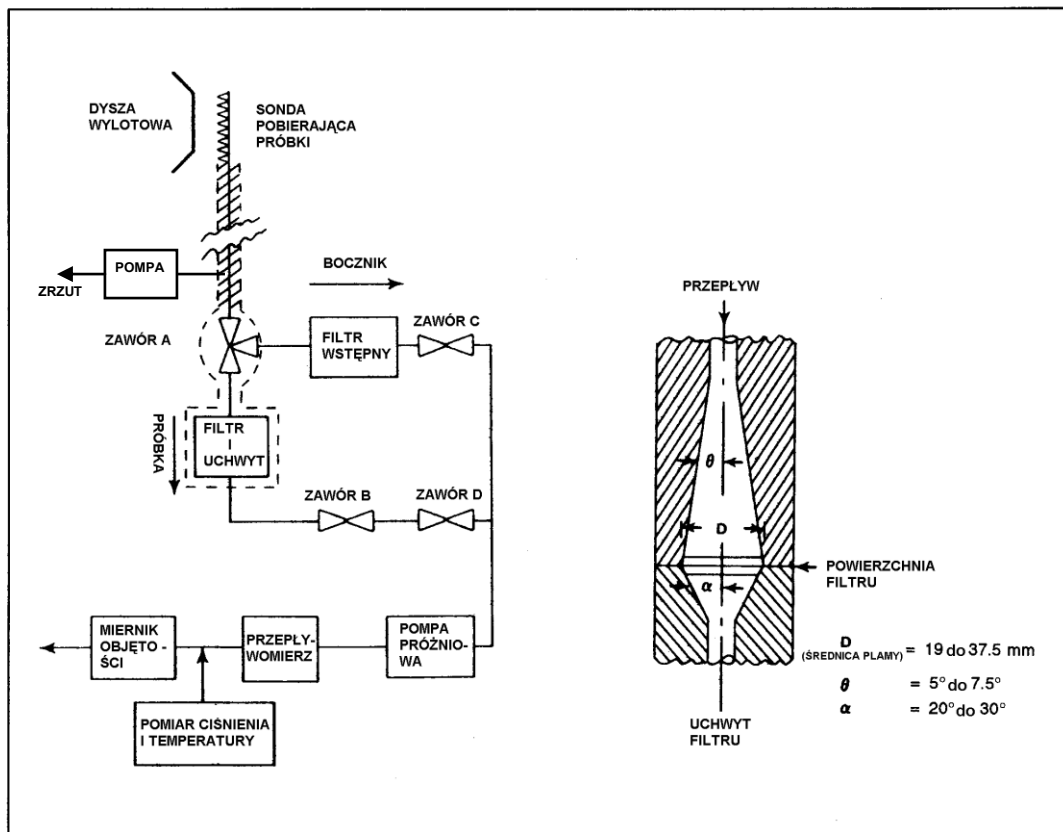 DYSZA
WYLOTOWA
SONDA
POBIERAJĄCA
PRÓBKI
POMPA
ZRZUT
BOCZNIK
ZAWÓR A
FILTR
WSTĘPNY
ZAWÓR C
PRÓBKA
FILTR
UCHWYT
ZAWÓR B
ZAWÓR D
MIERNIK
OBJĘTO -
ŚCI
PRZEPŁY-
WOMIERZ
POMPA
PRÓŻNIO-
WA
POMIAR CIŚNIENIA
I TEMPERATURY
PRZEPŁYW
θ
D
α
POWIERZCHNIA
FILTRU
UCHWYT
FILTRU
D
(ŚREDNICA PLAMY) = 19 do 37.5 mm
θ = 5° do 7.5°
α = 20° do 30°